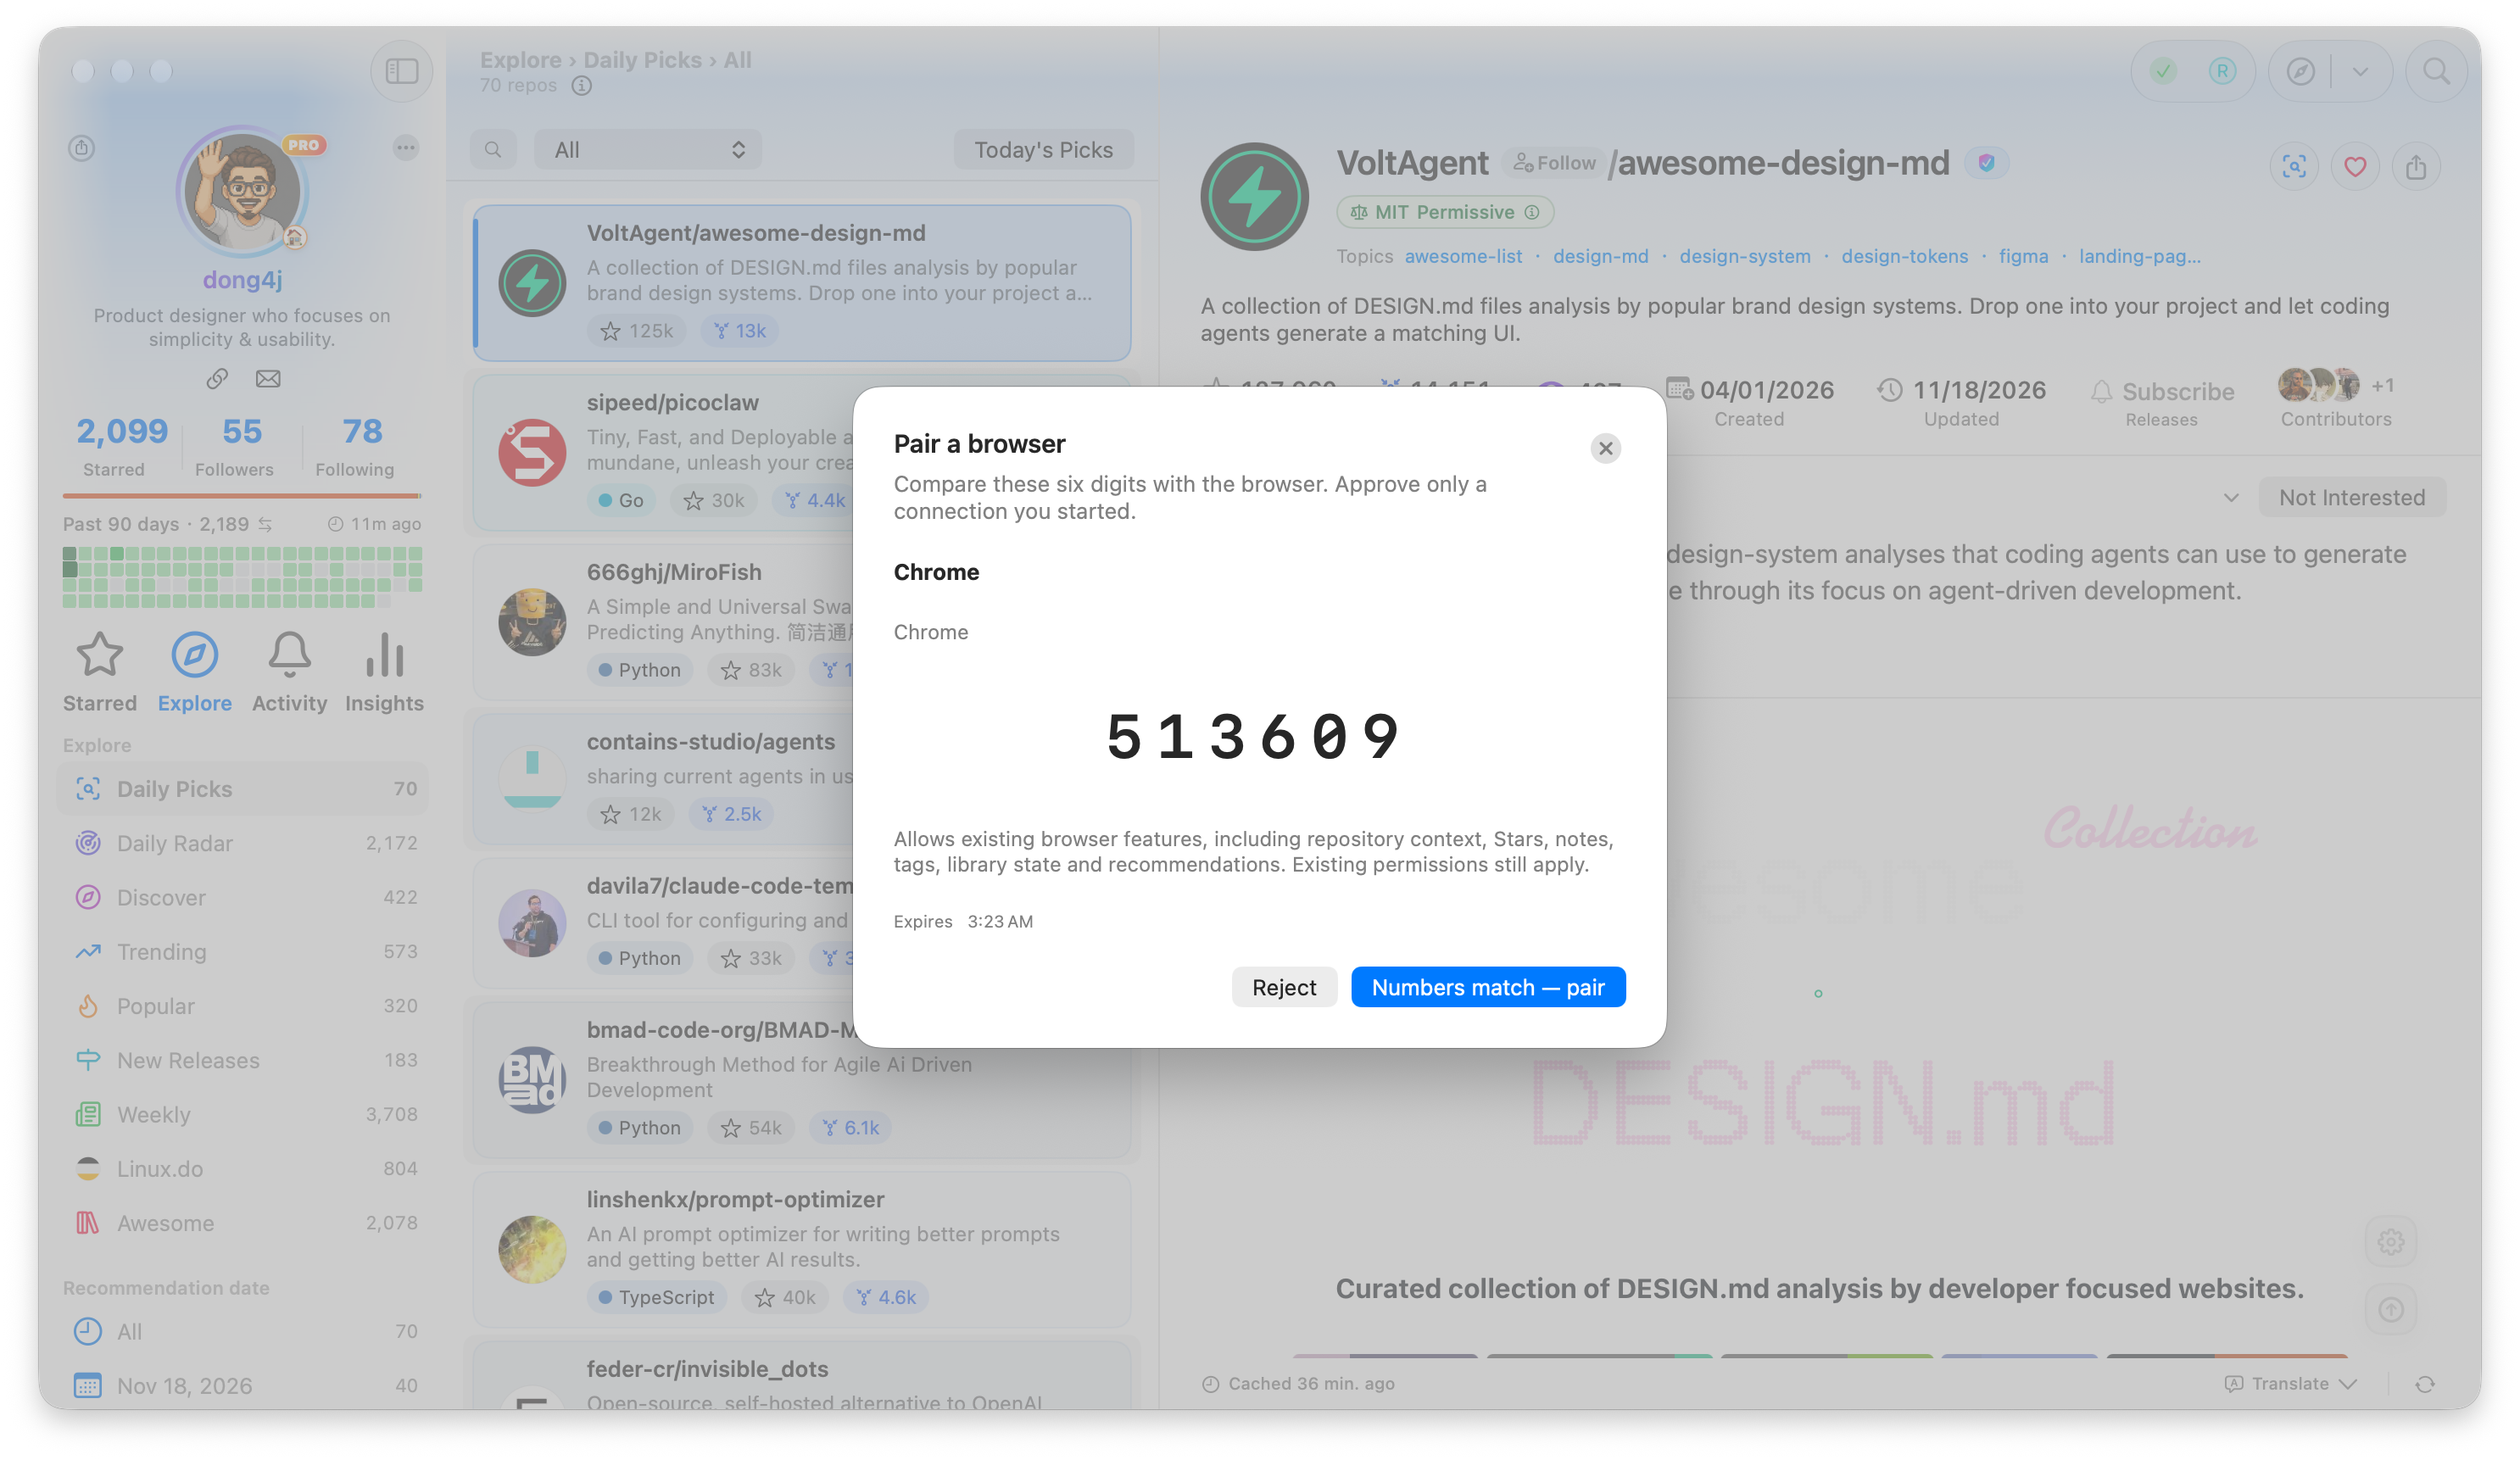 Explore › Daily Picks › All
70 repos
R
PRO
dong4j
Product designer who focuses on
simplicity & usability.
2,099
55
78
Starred
Followers
Following
Past 90 days · 2,189
11m ago
Starred
Explore
Activity
Insights
Explore
Daily Picks 70
Daily Radar 2,172
Discover 422
Trending 573
Popular 320
New Releases 183
Weekly 3,708
Linux.do 804
Awesome 2,078
Recommendation date
All 70
Nov 18, 2026 40
All
Today's Picks
VoltAgent/awesome-design-md
A collection of DESIGN.md files analysis by popular
brand design systems. Drop one into your project a...
125k 13k
sipeed/picoclaw
Tiny, Fast, and Deployable a
mundane, unleash your crea
Go 30k 4.4k
666ghj/MiroFish
A Simple and Universal Swa
Predicting Anything. 简洁通
Python 83k 1
contains-studio/agents
sharing current agents in us
12k 2.5k
davila7/claude-code-tem
CLI tool for configuring and
Python 33k 3
bmad-code-org/BMAD-M
Breakthrough Method for Agile Ai Driven
Development
BMad
Python 54k 6.1k
linshenkx/prompt-optimizer
An AI prompt optimizer for writing better prompts
and getting better AI results.
TypeScript 40k 4.6k
feder-cr/invisible_dots
Open-source, self-hosted alternative to OpenAI
VoltAgent Follow /awesome-design-md
MIT Permissive
Topics awesome-list · design-md · design-system · design-tokens · figma · landing-pag...
A collection of DESIGN.md files analysis by popular brand design systems. Drop one into your project and let coding
agents generate a matching UI.
04/01/2026
Created
11/18/2026
Updated
Subscribe
Releases
+1
Contributors
Not Interested
design-system analyses that coding agents can use to generate
e through its focus on agent-driven development.
Collection
esome
DESIGN.md
Curated collection of DESIGN.md analysis by developer focused websites.
Cached 36 min. ago
Translate
Pair a browser
Compare these six digits with the browser. Approve only a
connection you started.
Chrome
Chrome
513609
Allows existing browser features, including repository context, Stars, notes,
tags, library state and recommendations. Existing permissions still apply.
Expires 3:23 AM
Reject
Numbers match — pair